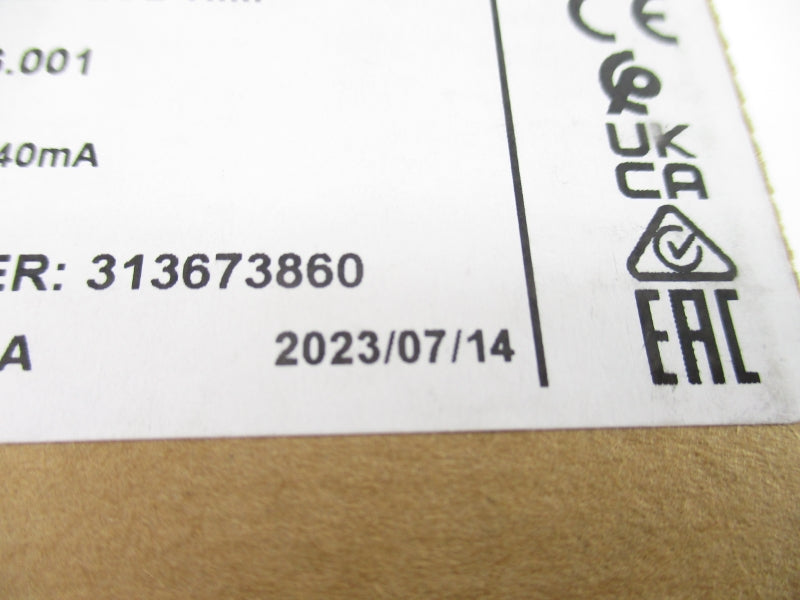 .001
40mA
ER: 313673860
A
2023/07/14
CE
UK
CA
EAC